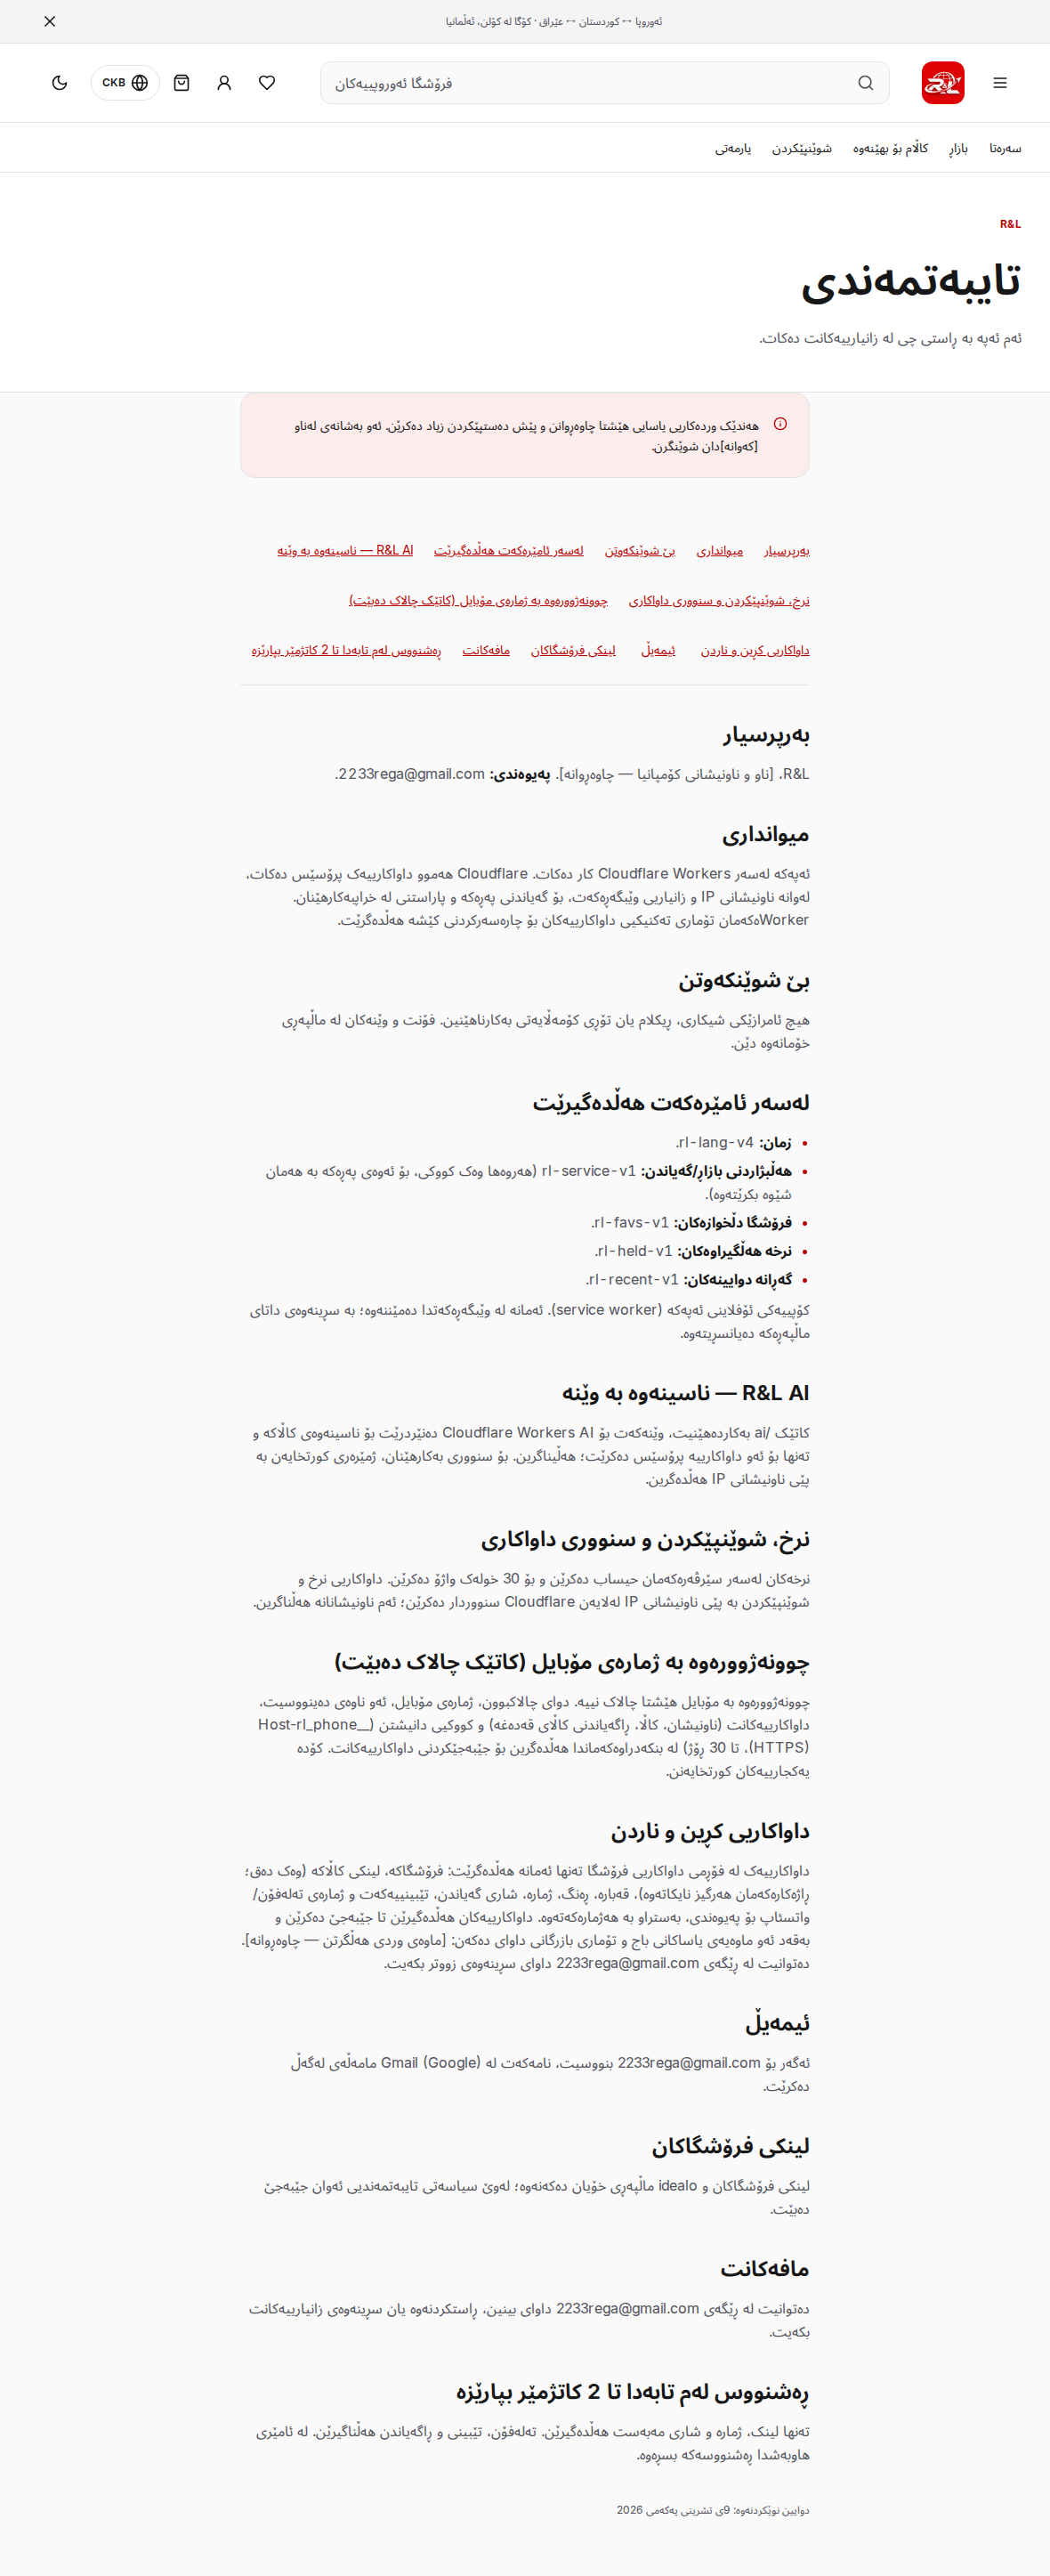 ئەوروپا ↔ کوردستان ↔ عێراق · کۆگا لە کۆلن، ئەڵمانیا
فرۆشگا ئەوروپییەکان
CKB
سەرەتا بازاڕ کاڵام بۆ بهێنەوە شوێنپێکردن یارمەتی
R&L
تایبەتمەندی
ئەم ئەپە بە ڕاستی چی لە زانیارییەکانت دەکات.
هەندێک وردەکاریی یاسایی هێشتا چاوەڕوانن و پێش دەستپێکردن زیاد دەکرێن. ئەو بەشانەی لەناو
[کەوانە]دان شوێنگرن.
بەرپرسیار میوانداری بێ شوێنکەوتن لەسەر ئامێرەکەت هەڵدەگیرێت R&L AI — ناسینەوە بە وێنە
نرخ، شوێنپێکردن و سنووری داواکاری چوونەژوورەوە بە ژمارەی مۆبایل (کاتێک چالاک دەبێت)
داواکاریی کڕین و ناردن ئیمەیڵ لینکی فرۆشگاکان مافەکانت ڕەشنووس لەم تابەدا تا 2 کاتژمێر بپارێزە
بەرپرسیار
R&L، [ناو و ناونیشانی کۆمپانیا — چاوەڕوانە]. پەیوەندی: 2233rega@gmail.com.
میوانداری
ئەپەکە لەسەر Cloudflare Workers کار دەکات. Cloudflare هەموو داواکارییەک پرۆسێس دەکات،
لەوانە ناونیشانی IP و زانیاریی وێبگەڕەکەت، بۆ گەیاندنی پەڕەکە و پاراستنی لە خراپبەکارهێنان.
Workerەکەمان تۆماری تەکنیکیی داواکارییەکان بۆ چارەسەرکردنی کێشە هەڵدەگرێت.
بێ شوێنکەوتن
هیچ ئامرازێکی شیکاری، ڕیکلام یان تۆڕی کۆمەڵایەتی بەکارناهێنین. فۆنت و وێنەکان لە ماڵپەڕی
خۆمانەوە دێن.
لەسەر ئامێرەکەت هەڵدەگیرێت
• زمان: rl-lang-v4.
• هەڵبژاردنی بازاڕ/گەیاندن: rl-service-v1 (هەروەها وەک کووکی، بۆ ئەوەی پەڕەکە بە هەمان
شێوە بکرێتەوە).
• فرۆشگا دڵخوازەکان: rl-favs-v1.
• نرخە هەڵگیراوەکان: rl-held-v1.
• گەڕانە دوایینەکان: rl-recent-v1.
کۆپییەکی ئۆفلاینی ئەپەکە (service worker). ئەمانە لە وێبگەڕەکەتدا دەمێننەوە؛ بە سڕینەوەی داتای
ماڵپەڕەکە دەیانسڕیتەوە.
R&L AI — ناسینەوە بە وێنە
کاتێک /ai بەکاردەهێنیت، وێنەکەت بۆ Cloudflare Workers AI دەنێردرێت بۆ ناسینەوەی کاڵاکە و
تەنها بۆ ئەو داواکارییە پرۆسێس دەکرێت؛ هەڵیناگرین. بۆ سنووری بەکارهێنان، ژمێرەری کورتخایەن بە
پێی ناونیشانی IP هەڵدەگرین.
نرخ، شوێنپێکردن و سنووری داواکاری
نرخەکان لەسەر سێرڤەرەکەمان حیساب دەکرێن و بۆ 30 خولەک واژۆ دەکرێن. داواکاریی نرخ و
شوێنپێکردن بە پێی ناونیشانی IP لەلایەن Cloudflare سنووردار دەکرێن؛ ئەم ناونیشانانە هەڵناگرین.
چوونەژوورەوە بە ژمارەی مۆبایل (کاتێک چالاک دەبێت)
چوونەژوورەوە بە مۆبایل هێشتا چالاک نییە. دوای چالاکبوون، ژمارەی مۆبایل، ئەو ناوەی دەینووسیت،
داواکارییەکانت (ناونیشان، کاڵا، ڕاگەیاندنی کاڵای قەدەغە) و کووکیی دانیشتن (__Host-rl_phone
(HTTPS)، تا 30 ڕۆژ) لە بنکەدراوەکەماندا هەڵدەگرین بۆ جێبەجێکردنی داواکارییەکانت. کۆدە
یەکجارییەکان کورتخایەنن.
داواکاریی کڕین و ناردن
داواکارییەک لە فۆڕمی داواکاریی فرۆشگا تەنها ئەمانە هەڵدەگرێت: فرۆشگاکە، لینکی کاڵاکە (وەک دەق؛
ڕاژەکارەکەمان هەرگیز نایکاتەوە)، قەبارە، ڕەنگ، ژمارە، شاری گەیاندن، تێبینییەکەت و ژمارەی تەلەفۆن/
واتسئاپ بۆ پەیوەندی، بەستراو بە هەژمارەکەتەوە. داواکارییەکان هەڵدەگیرێن تا جێبەجێ دەکرێن و
بەقەد ئەو ماوەیەی یاساکانی باج و تۆماری بازرگانی داوای دەکەن: [ماوەی وردی هەڵگرتن — چاوەڕوانە].
دەتوانیت لە ڕێگەی 2233rega@gmail.com داوای سڕینەوەی زووتر بکەیت.
ئیمەیڵ
ئەگەر بۆ 2233rega@gmail.com بنووسیت، نامەکەت لە Gmail (Google) مامەڵەی لەگەڵ
دەکرێت.
لینکی فرۆشگاکان
لینکی فرۆشگاکان و idealo ماڵپەڕی خۆیان دەکەنەوە؛ لەوێ سیاسەتی تایبەتمەندیی ئەوان جێبەجێ
دەبێت.
مافەکانت
دەتوانیت لە ڕێگەی 2233rega@gmail.com داوای بینین، ڕاستکردنەوە یان سڕینەوەی زانیارییەکانت
بکەیت.
ڕەشنووس لەم تابەدا تا 2 کاتژمێر بپارێزە
تەنها لینک، ژمارە و شاری مەبەست هەڵدەگیرێن. تەلەفۆن، تێبینی و ڕاگەیاندن هەڵناگیرێن. لە ئامێری
هاوبەشدا ڕەشنووسەکە بسڕەوە.
دوایین نوێکردنەوە: 9ی تشرینی یەکەمی 2026